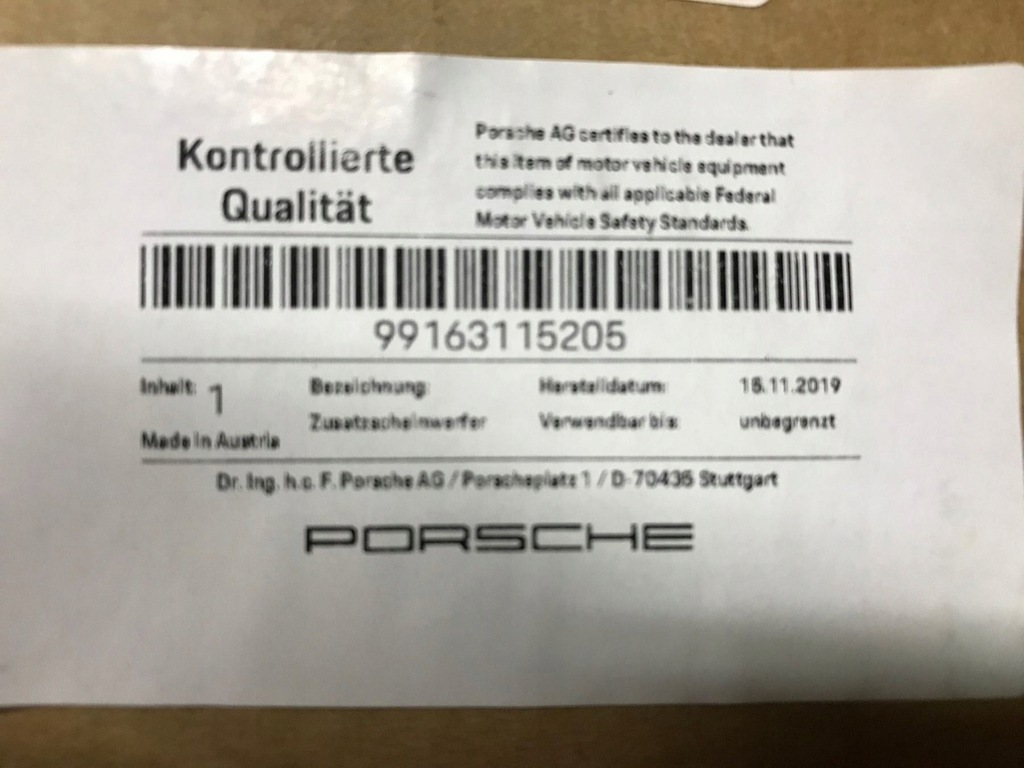 Kontrollierte
Qualität
Porsche AG certifies to the dealer that
this item of motor vehicle equipment
complies with all applicable Federal
Motor Vehicle Safety Standards.
99163115205
Inhalt: 1
Made in Austria
Bezeichnung:
Zusatzscheinwerfer
Herstelldatum: 15.11.2019
Verwendbar bis: unbegrenzt
Dr. Ing. h.c. F. Porsche AG / Porscheplatz 1 / D-70435 Stuttgart
PORSCHE